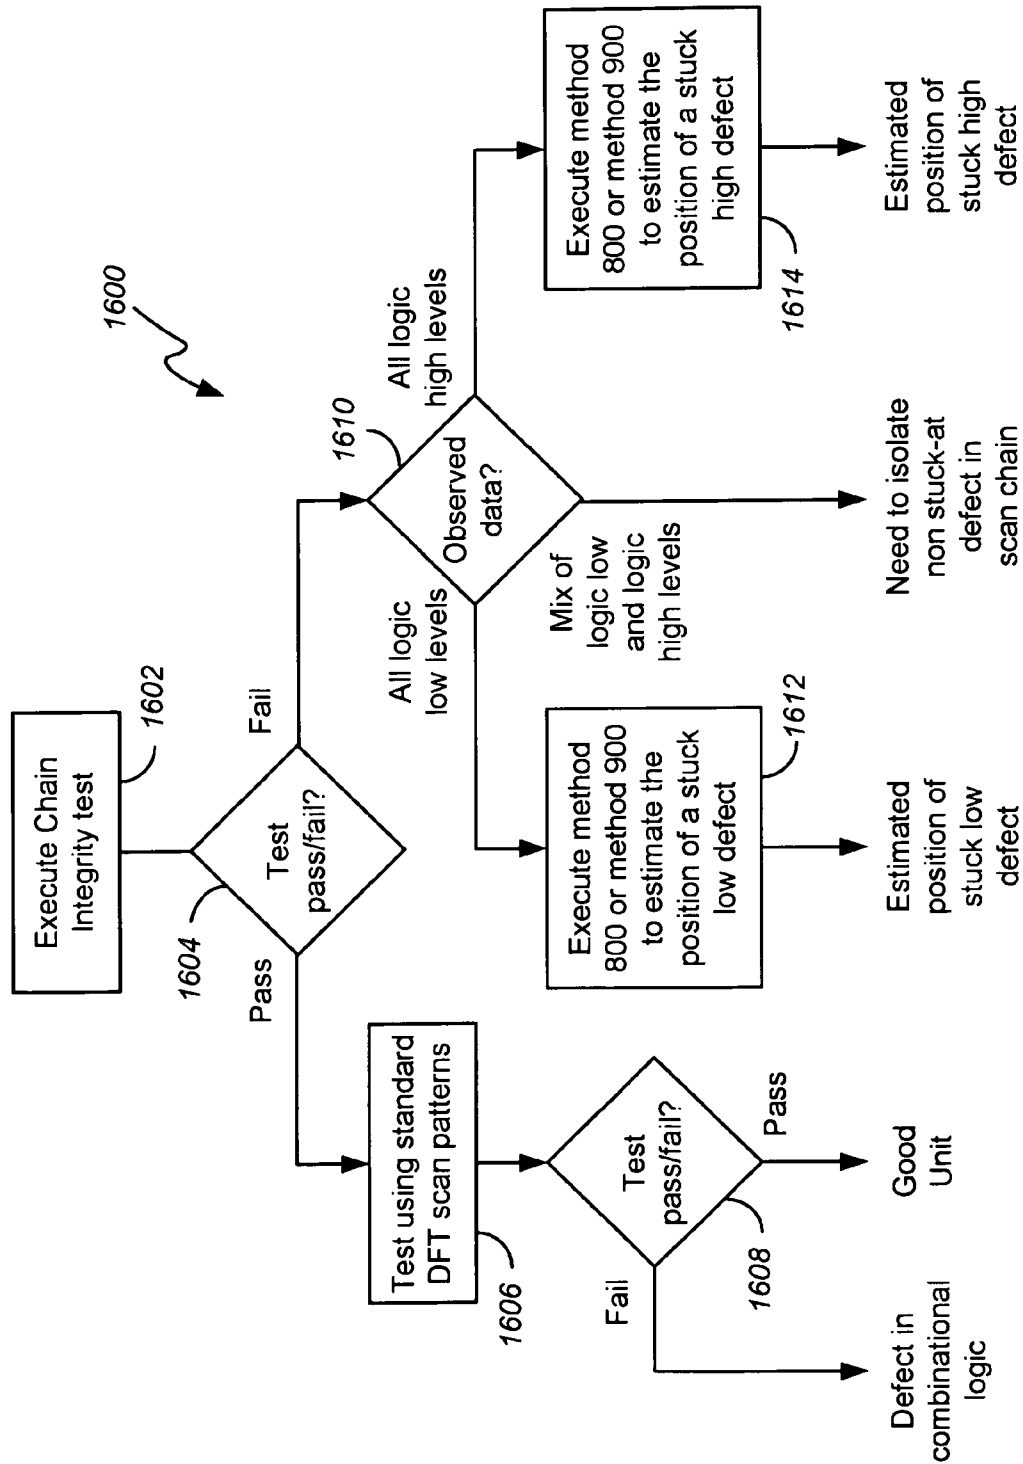 1600
Execute Chain
Integrity test
1602
1604
Test
pass/fail?
Pass
Fail
Test using standard
DFT scan patterns
1606
Test
pass/fail?
1608
Fail
Pass
Defect in
combinational
logic
Good
Unit
1610
Observed
data?
All logic
low levels
All logic
high levels
Mix of
logic low
and logic
high levels
Execute method
800 or method 900
to estimate the
position of a stuck
low defect
1612
Execute method
800 or method 900
to estimate the
position of a stuck
high defect
1614
Estimated
position of
stuck low
defect
Need to isolate
non stuck-at
defect in
scan chain
Estimated
position of
stuck high
defect